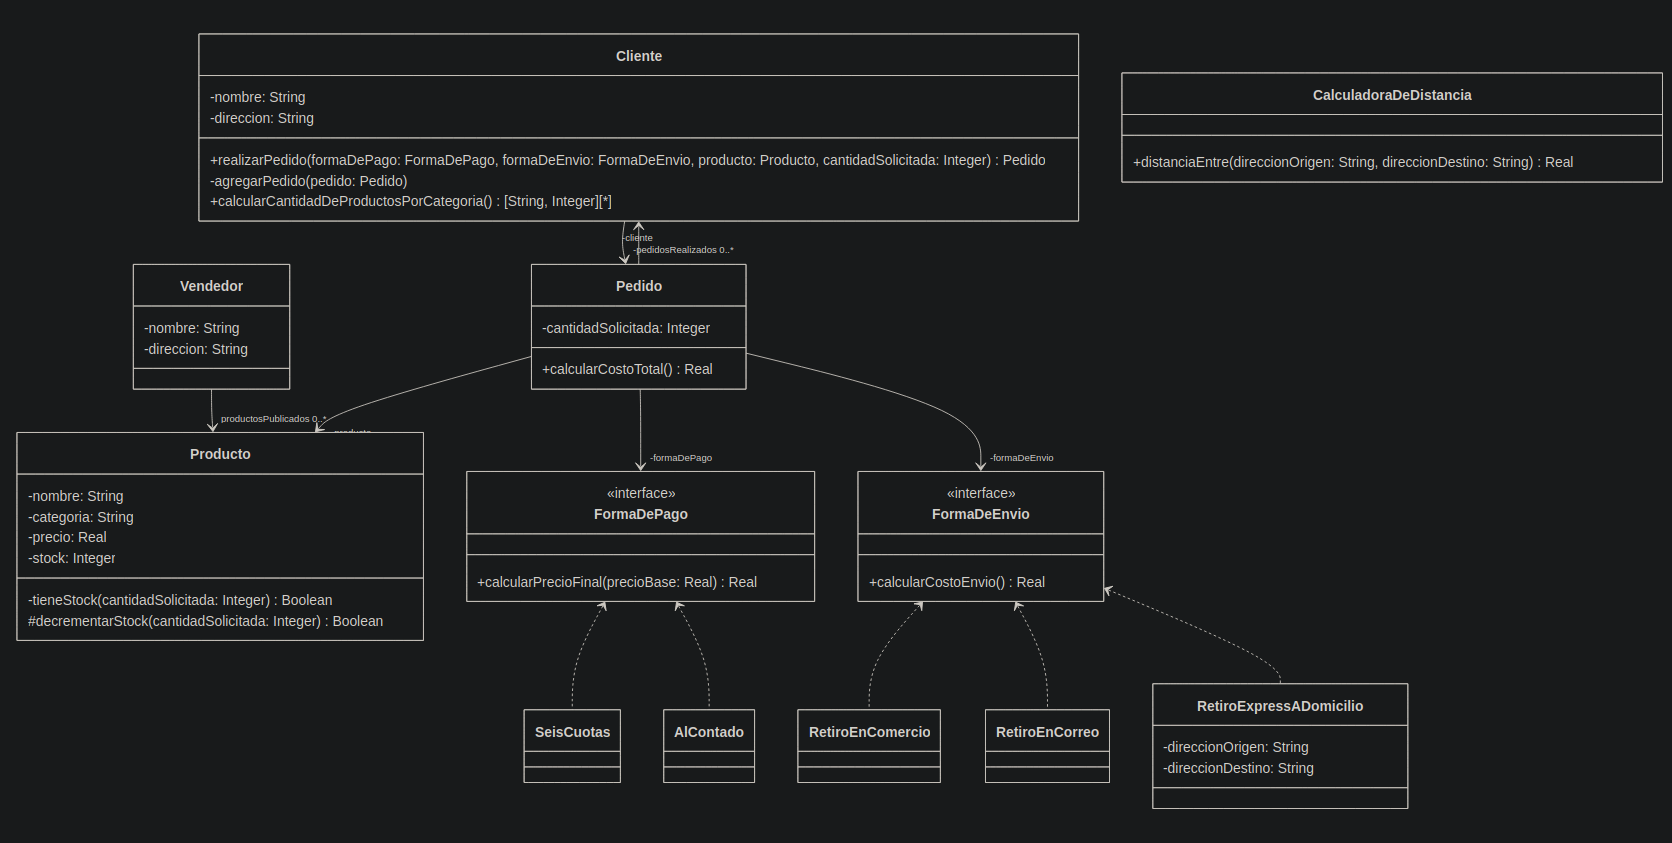 Cliente
-nombre: String
-direccion: String
+realizarPedido(formaDePago: FormaDePago, formaDeEnvio: FormaDeEnvio, producto: Producto, cantidadSolicitada: Integer) : Pedido
-agregarPedido(pedido: Pedido)
+calcularCantidadDeProductosPorCategoria() : [String, Integer][*]
CalculadoraDeDistancia
+distanciaEntre(direccionOrigen: String, direccionDestino: String) : Real
-cliente
-pedidosRealizados 0..*
Vendedor
-nombre: String
-direccion: String
Pedido
-cantidadSolicitada: Integer
+calcularCostoTotal() : Real
productosPublicados 0..*
Producto
-nombre: String
-categoria: String
-precio: Real
-stock: Integer
-tieneStock(cantidadSolicitada: Integer) : Boolean
#decrementarStock(cantidadSolicitada: Integer) : Boolean
-formaDePago
-formaDeEnvio
«interface»
FormaDePago
+calcularPrecioFinal(precioBase: Real) : Real
«interface»
FormaDeEnvio
+calcularCostoEnvio() : Real
SeisCuotas
AlContado
RetiroEnComercio
RetiroEnCorreo
RetiroExpressADomicilio
-direccionOrigen: String
-direccionDestino: String